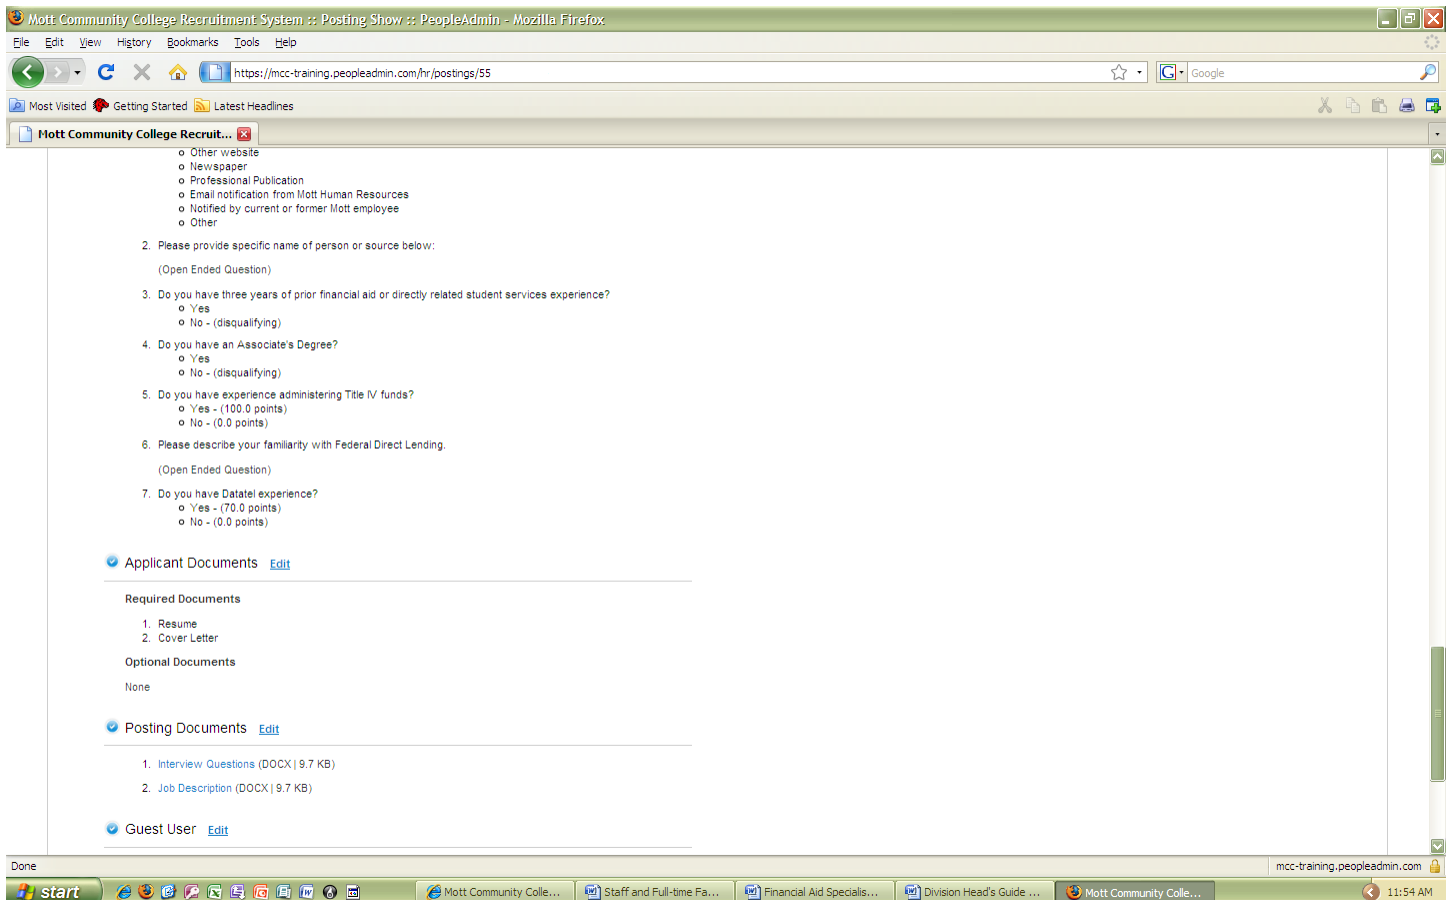 Mott Community College Recruitment System :: Posting Show :: PeopleAdmin - Mozilla Firefox
File Edit View History Bookmarks Tools Help
https://mcc-training.peopleadmin.com/hr/postings/55
G Google
Most Visited Getting Started Latest Headlines
Mott Community College Recruit...
Other website
Newspaper
Professional Publication
Email notification from Mott Human Resources
Notified by current or former Mott employee
Other
2. Please provide specific name of person or source below:
(Open Ended Question)
3. Do you have three years of prior financial aid or directly related student services experience?
Yes
No - (disqualifying)
4. Do you have an Associate's Degree?
Yes
No - (disqualifying)
5. Do you have experience administering Title IV funds?
Yes - (100.0 points)
No - (0.0 points)
6. Please describe your familiarity with Federal Direct Lending.
(Open Ended Question)
7. Do you have Datatel experience?
Yes - (70.0 points)
No - (0.0 points)
Applicant Documents Edit
Required Documents
1. Resume
2. Cover Letter
Optional Documents
None
Posting Documents Edit
1. Interview Questions (DOCX | 9.7 KB)
2. Job Description (DOCX | 9.7 KB)
Guest User Edit
Done
mcc-training.peopleadmin.com
start
Mott Community Colle...
Staff and Full-time Fa...
Financial Aid Specialis...
Division Head's Guide ...
Mott Community Colle...
11:54 AM